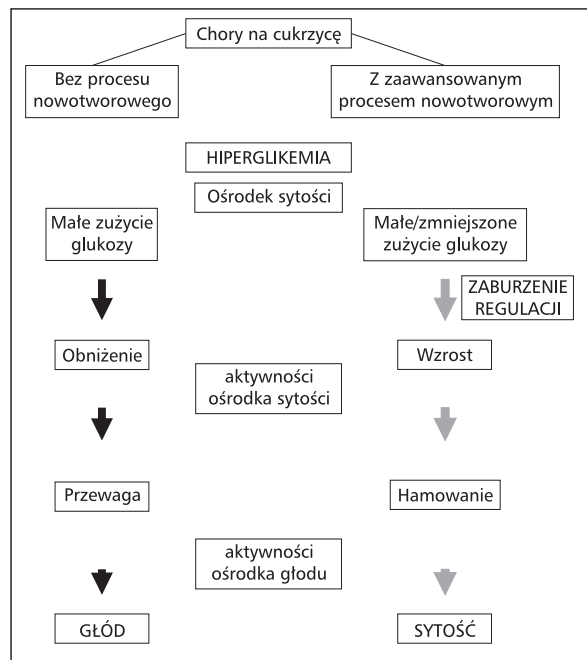 Chory na cukrzycę
Bez procesu
nowotworowego
Z zaawansowanym
procesem nowotworowym
HIPERGLIKEMIA
Ośrodek sytości
Małe zużycie
glukozy
Małe/zmniejszone
zużycie glukozy
ZABURZENIE
REGULACJI
Obniżenie
Wzrost
aktywności
ośrodka sytości
Przewaga
Hamowanie
aktywności
ośrodka głodu
GŁÓD
SYTOŚĆ